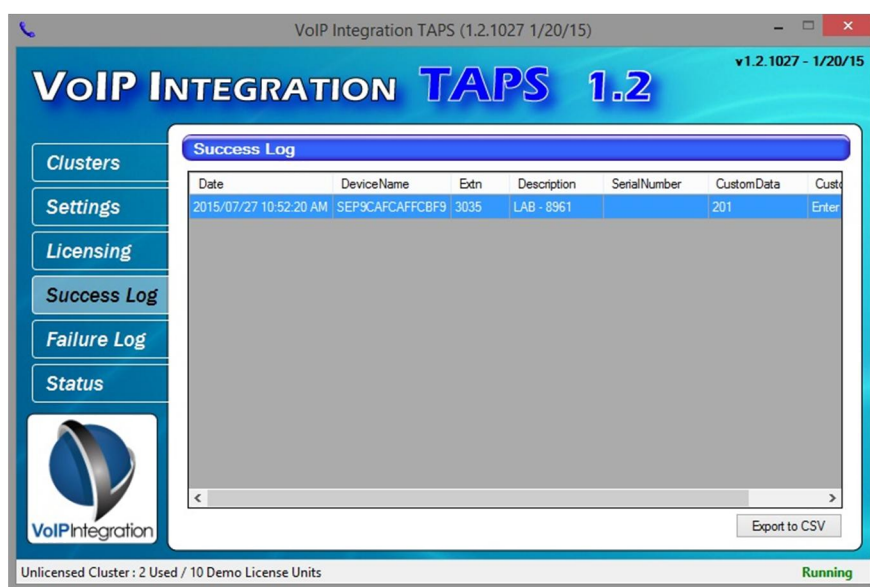 VoIP Integration TAPS (1.2.1027 1/20/15)
VOIP INTEGRATION TAPS 1.2
v1.2.1027 - 1/20/15
Clusters
Settings
Licensing
Success Log
Failure Log
Status
Success Log
Date DeviceName Extn Description SerialNumber CustomData Custo
2015/07/27 10:52:20 AM SEP9CAFCAFFCBF9 3035 LAB - 8961 201 Enter
Export to CSV
VoIPIntegration
Unlicensed Cluster : 2 Used / 10 Demo License Units
Running